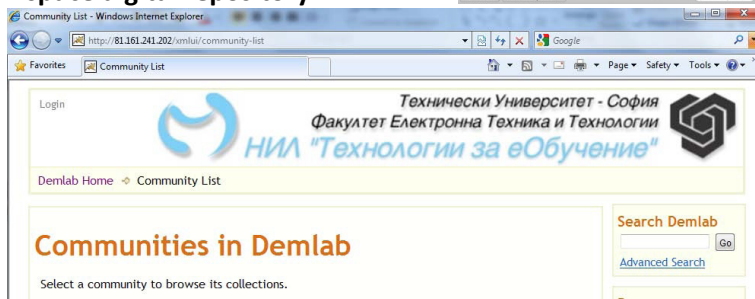 Community List - Windows Internet Explorer
http://81.161.241.202/xmlui/community-list
Google
Favorites
Community List
Page
Safety
Tools
Login
Технически Университет - София
Факултет Електронна Техника и Технологии
НИЛ "Технологии за еОбучение"
Demlab Home
Community List
Communities in Demlab
Select a community to browse its collections.
Search Demlab
Go
Advanced Search